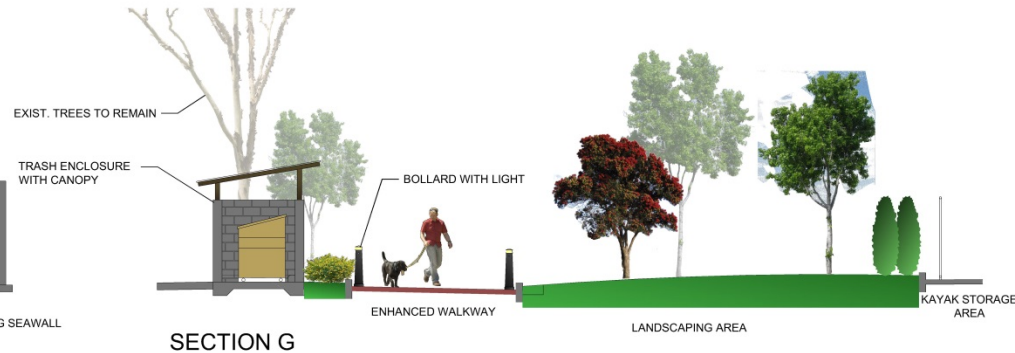 EXIST. TREES TO REMAIN
TRASH ENCLOSURE
WITH CANOPY
BOLLARD WITH LIGHT
SEAWALL
ENHANCED WALKWAY
LANDSCAPING AREA
KAYAK STORAGE
AREA
SECTION G